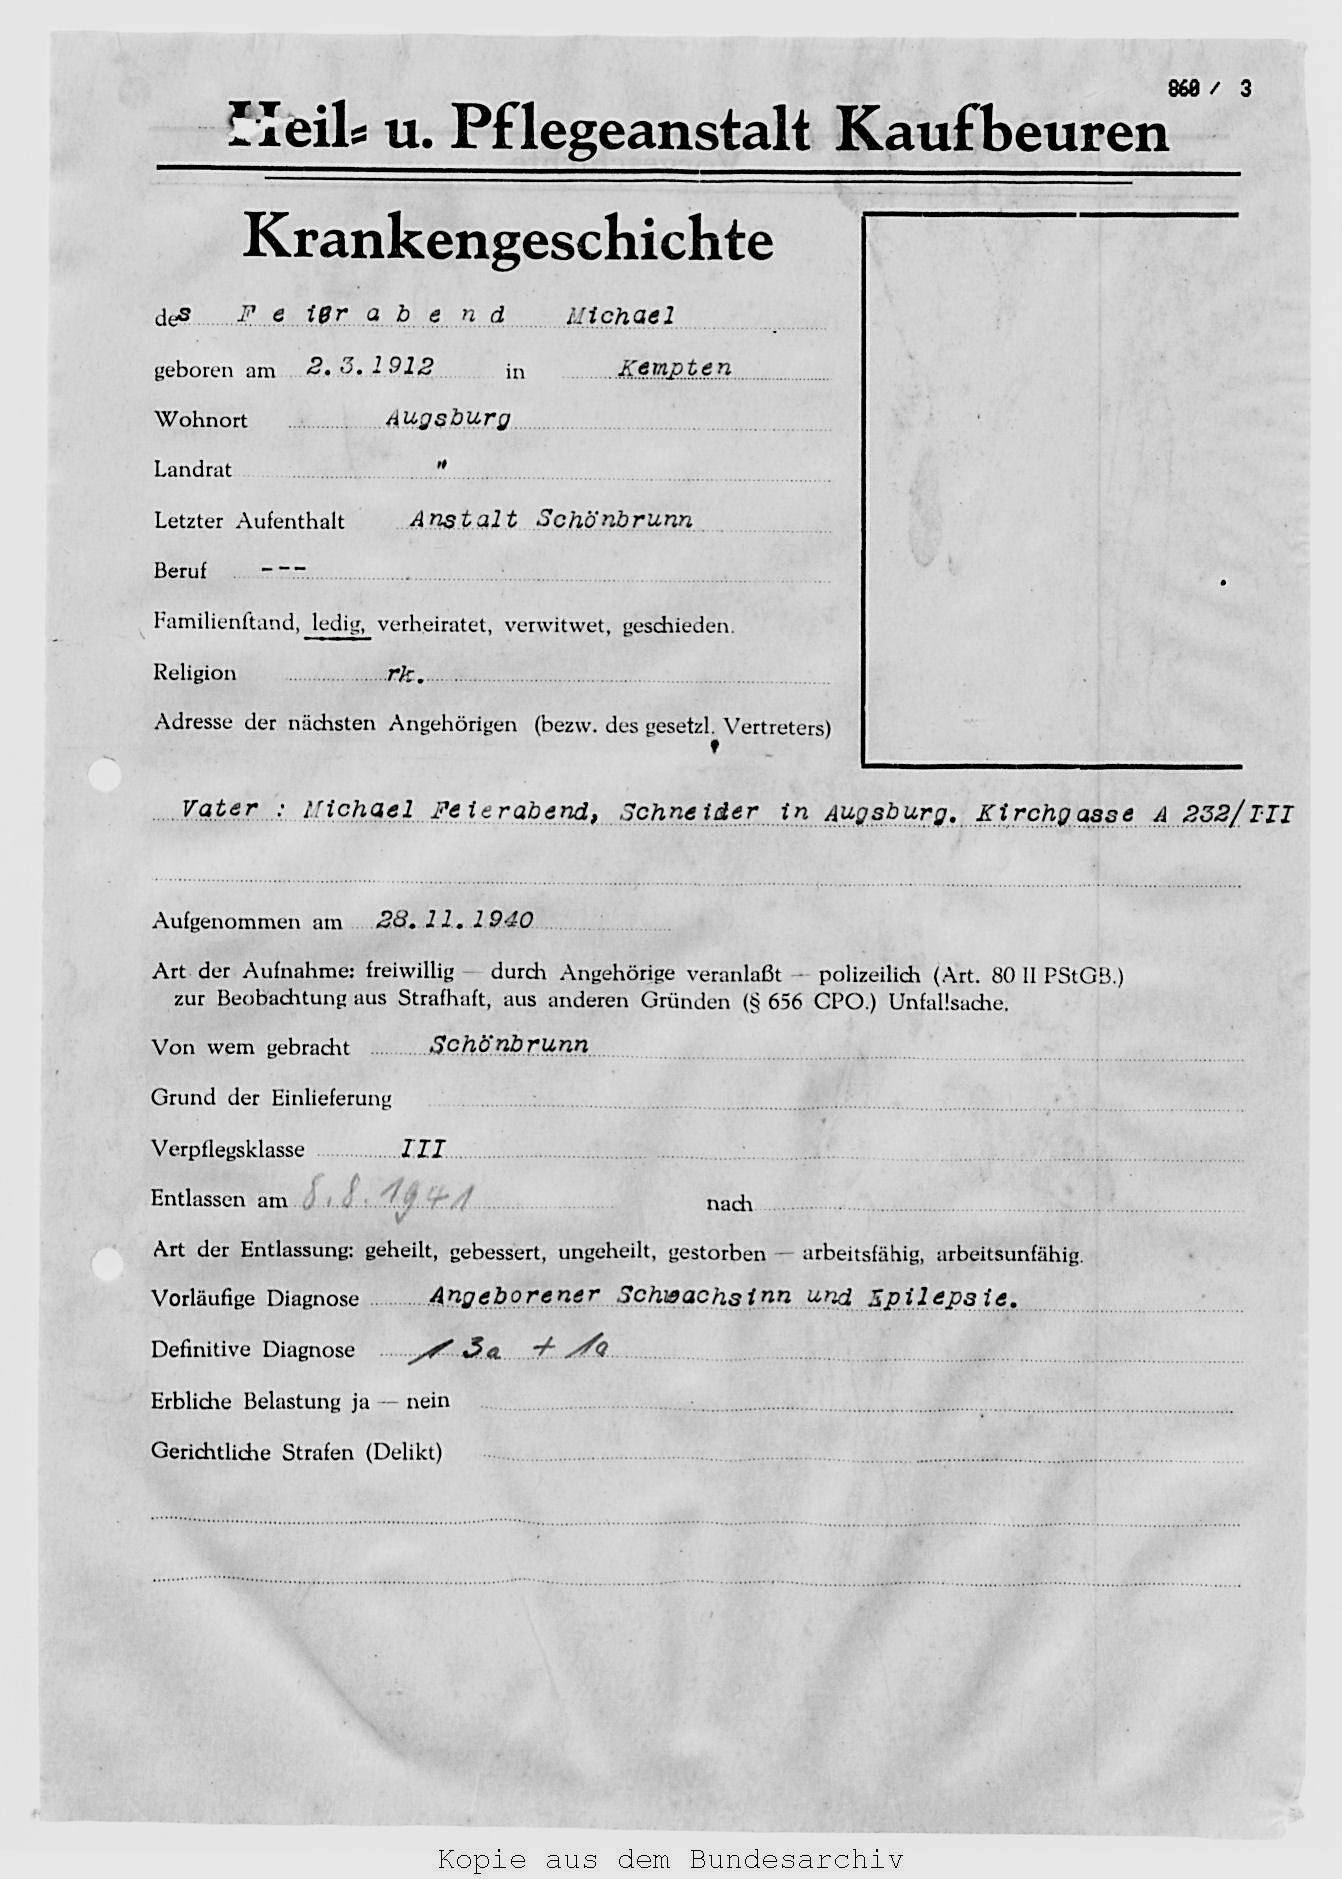 860 / 3
Heil- u. Pflegeanstalt Kaufbeuren
Krankengeschichte
des Feierabend Michael
geboren am 2.3.1912 in Kempten
Wohnort Augsburg
Landrat "
Letzter Aufenthalt Anstalt Schönbrunn
Beruf ---
Familienstand, ledig, verheiratet, verwitwet, geschieden.
Religion rk.
Adresse der nächsten Angehörigen (bezw. des gesetzl. Vertreters)
Vater : Michael Feierabend, Schneider in Augsburg. Kirchgasse A 232/III
Aufgenommen am 28.11.1940
Art der Aufnahme: freiwillig — durch Angehörige veranlaßt — polizeilich (Art. 80 II PStGB.)
zur Beobachtung aus Strafhaft, aus anderen Gründen (§ 656 CPO.) Unfallsache.
Von wem gebracht Schönbrunn
Grund der Einlieferung
Verpflegsklasse III
Entlassen am 8.8.1941 nach
Art der Entlassung: geheilt, gebessert, ungeheilt, gestorben — arbeitsfähig, arbeitsunfähig.
Vorläufige Diagnose Angeborener Schwachsinn und Epilepsie.
Definitive Diagnose 3a + 1a
Erbliche Belastung ja — nein
Gerichtliche Strafen (Delikt)
Kopie aus dem Bundesarchiv